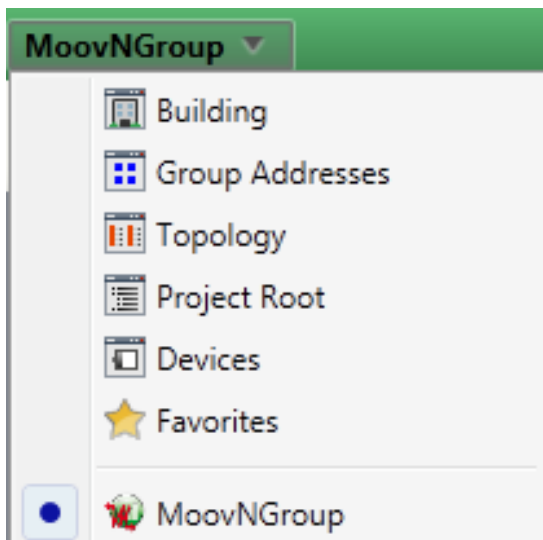 MoovNGroup
Building
Group Addresses
Topology
Project Root
Devices
Favorites
MoovNGroup